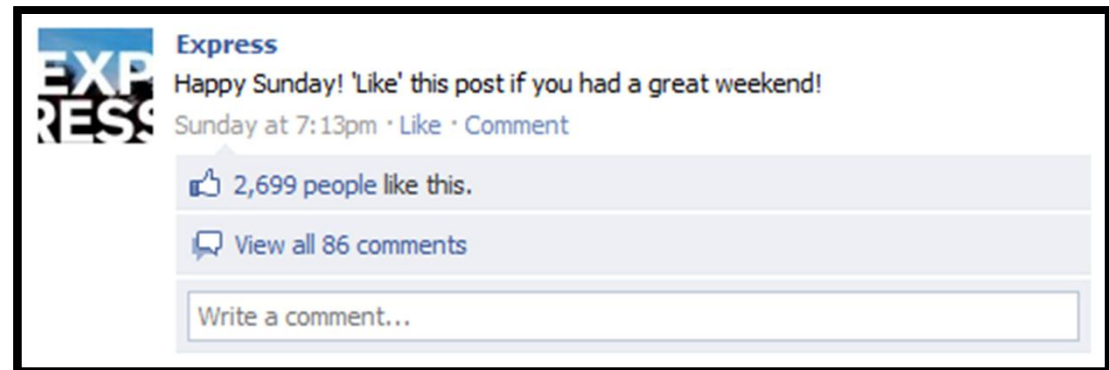 EXP
RESS
Express
Happy Sunday! 'Like' this post if you had a great weekend!
Sunday at 7:13pm · Like · Comment
2,699 people like this.
View all 86 comments
Write a comment...